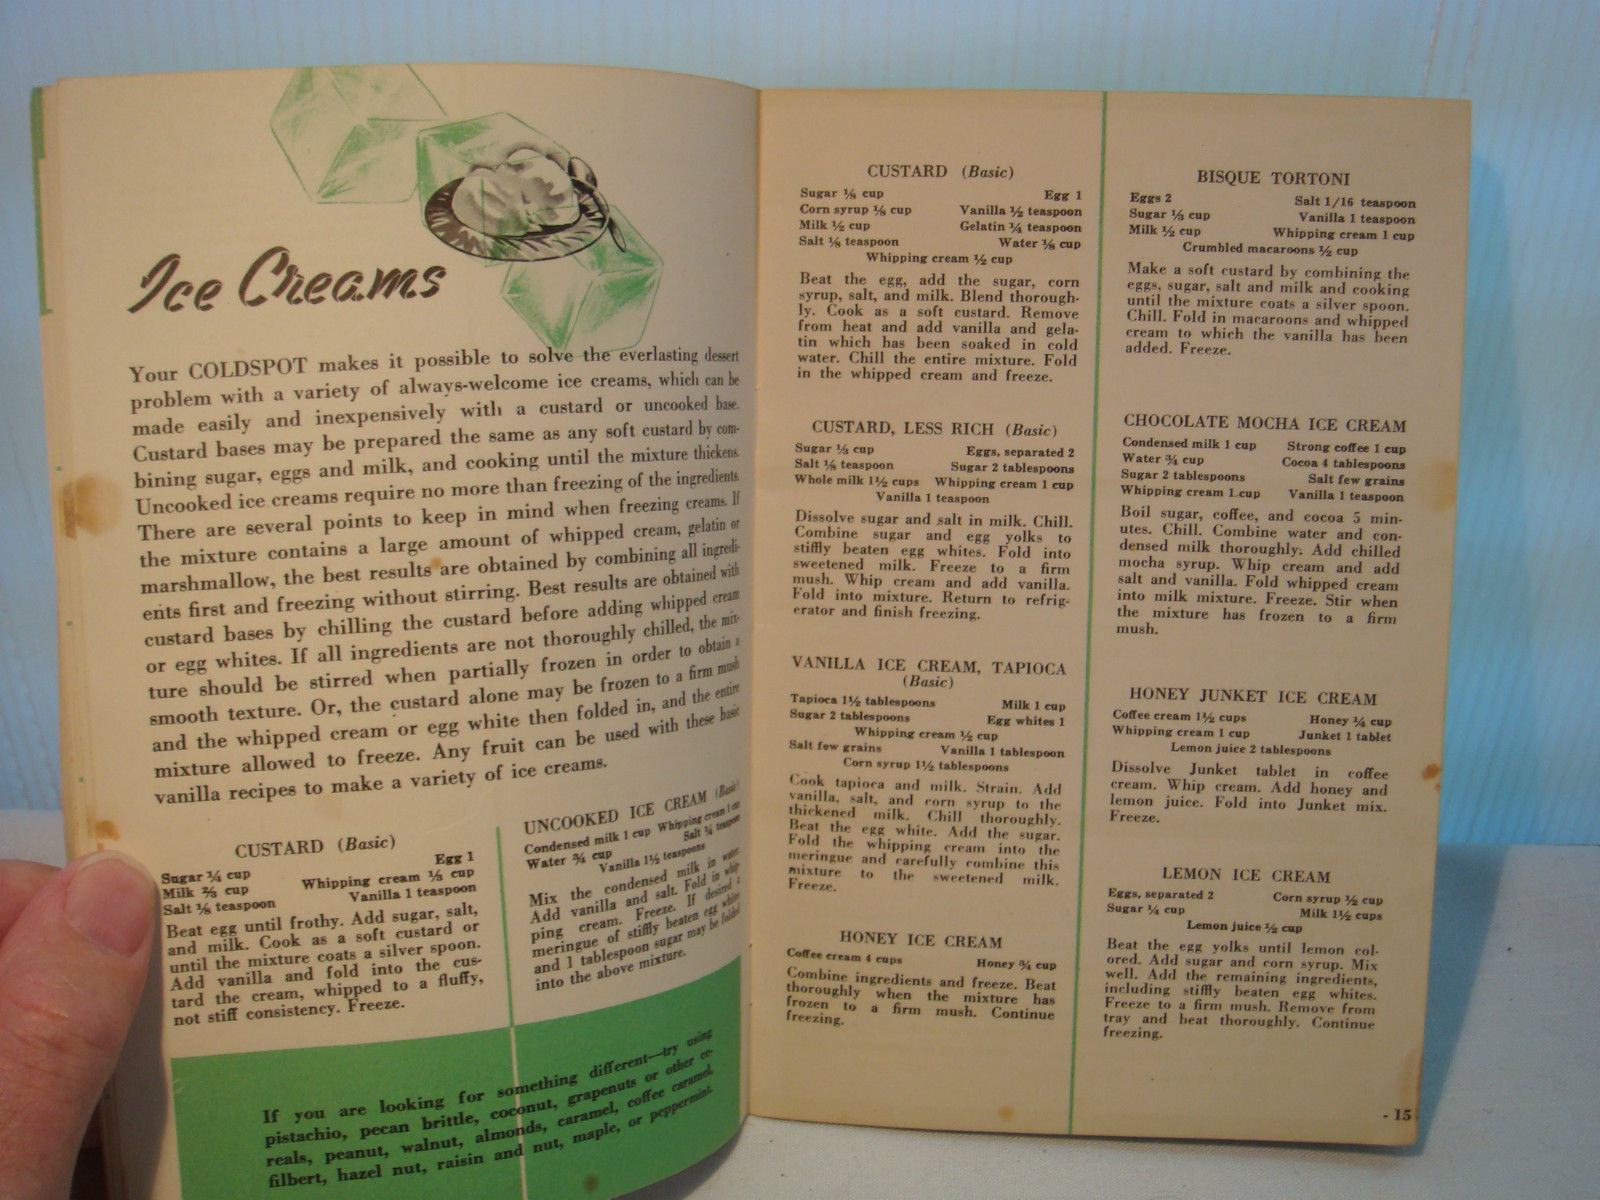 Ice Creams
Your COLDSPOT makes it possible to solve the everlasting dessert
problem with a variety of always-welcome ice creams, which can be
made easily and inexpensively with a custard or uncooked base.
Custard bases may be prepared the same as any soft custard by com-
bining sugar, eggs and milk, and cooking until the mixture thickens.
Uncooked ice creams require no more than freezing of the ingredients.
There are several points to keep in mind when freezing creams. If
the mixture contains a large amount of whipped cream, gelatin or
marshmallow, the best results are obtained by combining all ingredi-
ents first and freezing without stirring. Best results are obtained with
custard bases by chilling the custard before adding whipped cream
or egg whites. If all ingredients are not thoroughly chilled, the mix-
ture should be stirred when partially frozen in order to obtain a
smooth texture. Or, the custard alone may be frozen to a firm mush
and the whipped cream or egg white then folded in, and the entire
mixture allowed to freeze. Any fruit can be used with these basic
vanilla recipes to make a variety of ice creams.
CUSTARD (Basic)
Sugar ¼ cup Egg 1
Milk ⅔ cup Whipping cream ⅓ cup
Salt ⅛ teaspoon Vanilla 1 teaspoon
Beat egg until frothy. Add sugar, salt,
and milk. Cook as a soft custard or
until the mixture coats a silver spoon.
Add vanilla and fold into the cus-
tard the cream, whipped to a fluffy,
not stiff consistency. Freeze.
UNCOOKED ICE CREAM (Basic)
Condensed milk 1 cup Whipping cream 1 cup
Water ¾ cup Salt ¼ teaspoon
Vanilla 1½ teaspoons
Mix the condensed milk in water.
Add vanilla and salt. Fold in whip-
ping cream. Freeze. If desired a
meringue of stiffly beaten egg whites
and 1 tablespoon sugar may be folded
into the above mixture.
If you are looking for something different—try using
pistachio, pecan brittle, coconut, grapenuts or other ce-
reals, peanut, walnut, almonds, caramel, coffee caramel,
filbert, hazel nut, raisin and nut, maple, or peppermint.
CUSTARD (Basic)
Sugar ⅛ cup Egg 1
Corn syrup ⅛ cup Vanilla ½ teaspoon
Milk ½ cup Gelatin ¼ teaspoon
Salt ⅛ teaspoon Water ⅛ cup
Whipping cream ½ cup
Beat the egg, add the sugar, corn
syrup, salt, and milk. Blend thorough-
ly. Cook as a soft custard. Remove
from heat and add vanilla and gela-
tin which has been soaked in cold
water. Chill the entire mixture. Fold
in the whipped cream and freeze.
CUSTARD, LESS RICH (Basic)
Sugar ⅓ cup Eggs, separated 2
Salt ⅛ teaspoon Sugar 2 tablespoons
Whole milk 1½ cups Whipping cream 1 cup
Vanilla 1 teaspoon
Dissolve sugar and salt in milk. Chill.
Combine sugar and egg yolks to
stiffly beaten egg whites. Fold into
sweetened milk. Freeze to a firm
mush. Whip cream and add vanilla.
Fold into mixture. Return to refrig-
erator and finish freezing.
VANILLA ICE CREAM, TAPIOCA
(Basic)
Tapioca 1½ tablespoons Milk 1 cup
Sugar 2 tablespoons Egg whites 1
Whipping cream ½ cup
Salt few grains Vanilla 1 tablespoon
Corn syrup 1½ tablespoons
Cook tapioca and milk. Strain. Add
vanilla, salt, and corn syrup to the
thickened milk. Chill thoroughly.
Beat the egg white. Add the sugar.
Fold the whipping cream into the
meringue and carefully combine this
mixture to the sweetened milk.
Freeze.
HONEY ICE CREAM
Coffee cream 4 cups Honey ¾ cup
Combine ingredients and freeze. Beat
thoroughly when the mixture has
frozen to a firm mush. Continue
freezing.
BISQUE TORTONI
Eggs 2 Salt 1/16 teaspoon
Sugar ⅓ cup Vanilla 1 teaspoon
Milk ½ cup Whipping cream 1 cup
Crumbled macaroons ½ cup
Make a soft custard by combining the
eggs, sugar, salt and milk and cooking
until the mixture coats a silver spoon.
Chill. Fold in macaroons and whipped
cream to which the vanilla has been
added. Freeze.
CHOCOLATE MOCHA ICE CREAM
Condensed milk 1 cup Strong coffee 1 cup
Water ¾ cup Cocoa 4 tablespoons
Sugar 2 tablespoons Salt few grains
Whipping cream 1 cup Vanilla 1 teaspoon
Boil sugar, coffee, and cocoa 5 min-
utes. Chill. Combine water and con-
densed milk thoroughly. Add chilled
mocha syrup. Whip cream and add
salt and vanilla. Fold whipped cream
into milk mixture. Freeze. Stir when
the mixture has frozen to a firm
mush.
HONEY JUNKET ICE CREAM
Coffee cream 1½ cups Honey ¼ cup
Whipping cream 1 cup Junket 1 tablet
Lemon juice 2 tablespoons
Dissolve Junket tablet in coffee
cream. Whip cream. Add honey and
lemon juice. Fold into Junket mix.
Freeze.
LEMON ICE CREAM
Eggs, separated 2 Corn syrup ½ cup
Sugar ¼ cup Milk 1½ cups
Lemon juice ½ cup
Beat the egg yolks until lemon col-
ored. Add sugar and corn syrup. Mix
well. Add the remaining ingredients,
including stiffly beaten egg whites.
Freeze to a firm mush. Remove from
tray and beat thoroughly. Continue
freezing.
- 15